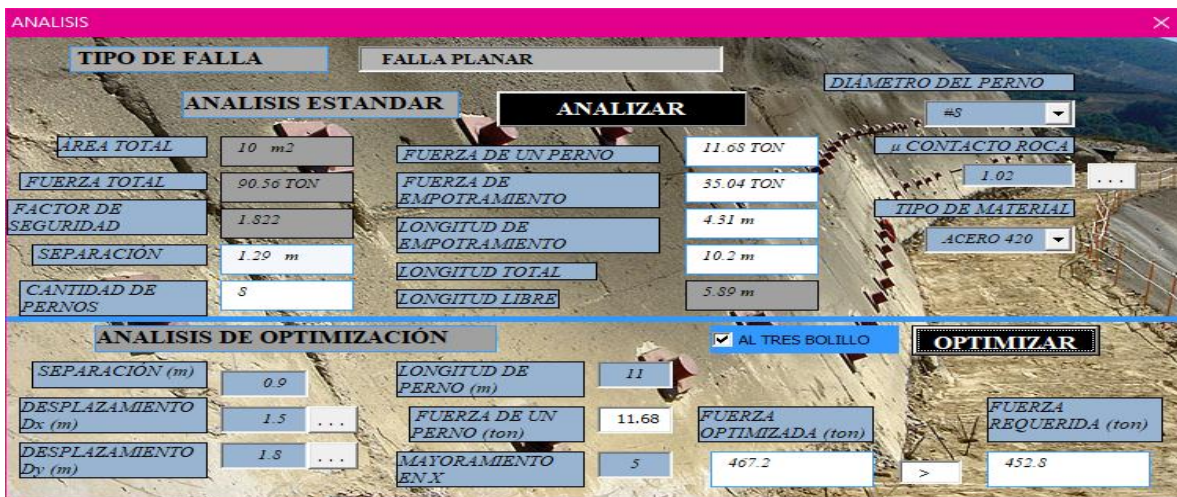 ANALISIS
TIPO DE FALLA
FALLA PLANAR
ANALISIS ESTANDAR
ANALIZAR
DIÁMETRO DEL PERNO
#8
ÁREA TOTAL
10 m2
FUERZA DE UN PERNO
11.68 TON
µ CONTACTO ROCA
1.02
...
FUERZA TOTAL
90.56 TON
FUERZA DE
EMPOTRAMIENTO
35.04 TON
FACTOR DE
SEGURIDAD
1.822
LONGITUD DE
EMPOTRAMIENTO
4.31 m
TIPO DE MATERIAL
ACERO 420
SEPARACIÓN
1.29 m
LONGITUD TOTAL
10.2 m
CANTIDAD DE
PERNOS
8
LONGITUD LIBRE
5.89 m
ANALISIS DE OPTIMIZACIÓN
AL TRES BOLILLO
OPTIMIZAR
SEPARACIÓN (m)
0.9
LONGITUD DE
PERNO (m)
11
DESPLAZAMIENTO
Dx (m)
1.5
...
FUERZA DE UN
PERNO (ton)
11.68
FUERZA
OPTIMIZADA (ton)
FUERZA
REQUERIDA (ton)
DESPLAZAMIENTO
Dy (m)
1.8
...
MAYORAMIENTO
EN X
5
467.2
>
452.8